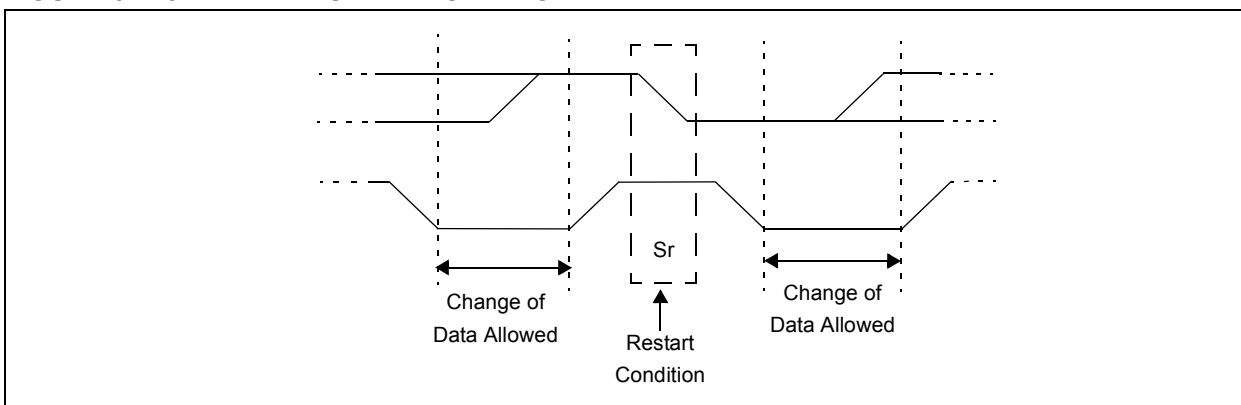 Sr
Change of
Data Allowed
Restart
Condition
Change of
Data Allowed